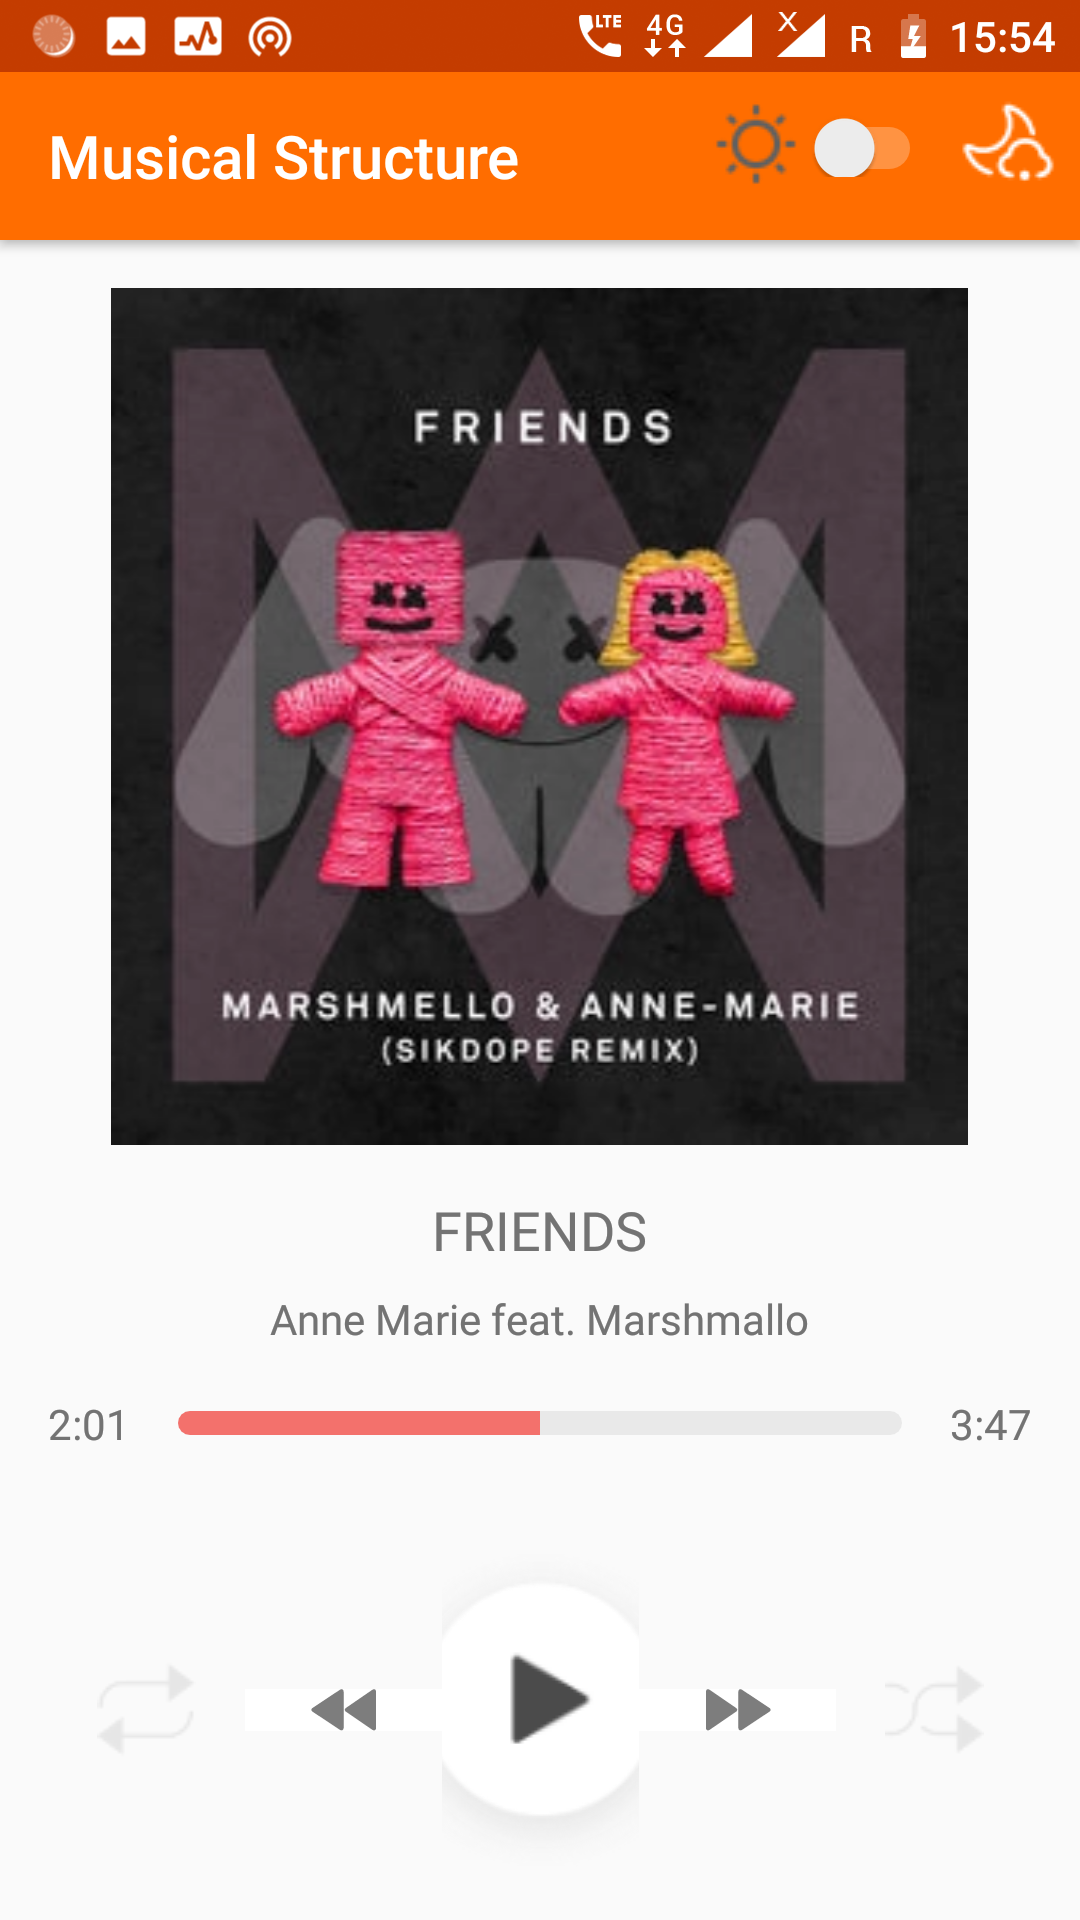 LTE 4G X R 15:54
Musical Structure
FRIENDS
MARSHMELLO & ANNE-MARIE
(SIKDOPE REMIX)
FRIENDS
Anne Marie feat. Marshmallo
2:01 3:47